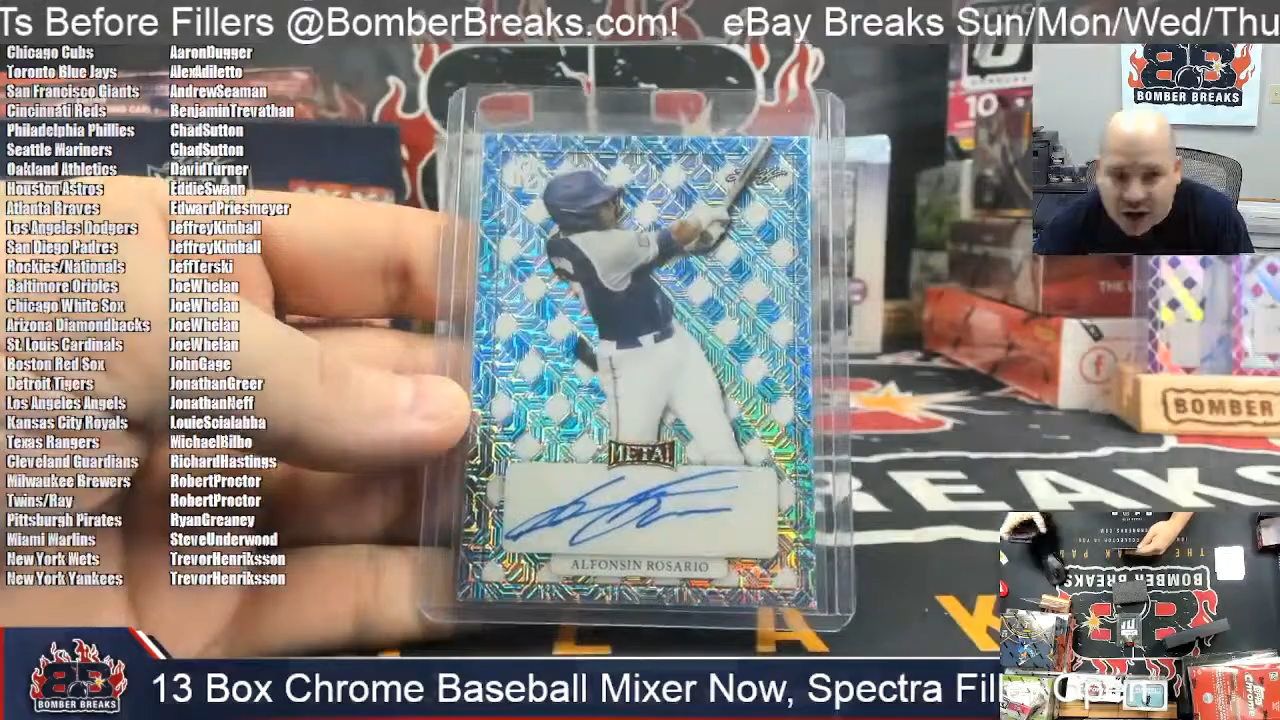 Ts Before Fillers @BomberBreaks.com! eBay Breaks Sun/Mon/Wed/Thu
Chicago Cubs AaronDugger
Toronto Blue Jays AlexAdiletto
San Francisco Giants AndrewSeaman
Cincinnati Reds BenjaminTrevathan
Philadelphia Phillies ChadSutton
Seattle Mariners ChadSutton
Oakland Athletics DavidTurner
Houston Astros EddieSwann
Atlanta Braves EdwardPriesmeyer
Los Angeles Dodgers JeffreyKimball
San Diego Padres JeffreyKimball
Rockies/Nationals JeffTerski
Baltimore Orioles JoeWhelan
Chicago White Sox JoeWhelan
Arizona Diamondbacks JoeWhelan
St. Louis Cardinals JoeWhelan
Boston Red Sox JohnGage
Detroit Tigers JonathanGreer
Los Angeles Angels JonathanNeff
Kansas City Royals LouieScialabba
Texas Rangers MichaelBilbo
Cleveland Guardians RichardHastings
Milwaukee Brewers RobertProctor
Twins/Ray RobertProctor
Pittsburgh Pirates RyanGreaney
Miami Marlins SteveUnderwood
New York Mets TrevorHenriksson
New York Yankees TrevorHenriksson
METAL
ALFONSIN ROSARIO
10
BOMBER BREAKS
THE
BOMBER
BREAKS
BOMBER BREAKS
BOMBER BREAKS
13 Box Chrome Baseball Mixer Now, Spectra Filler Open